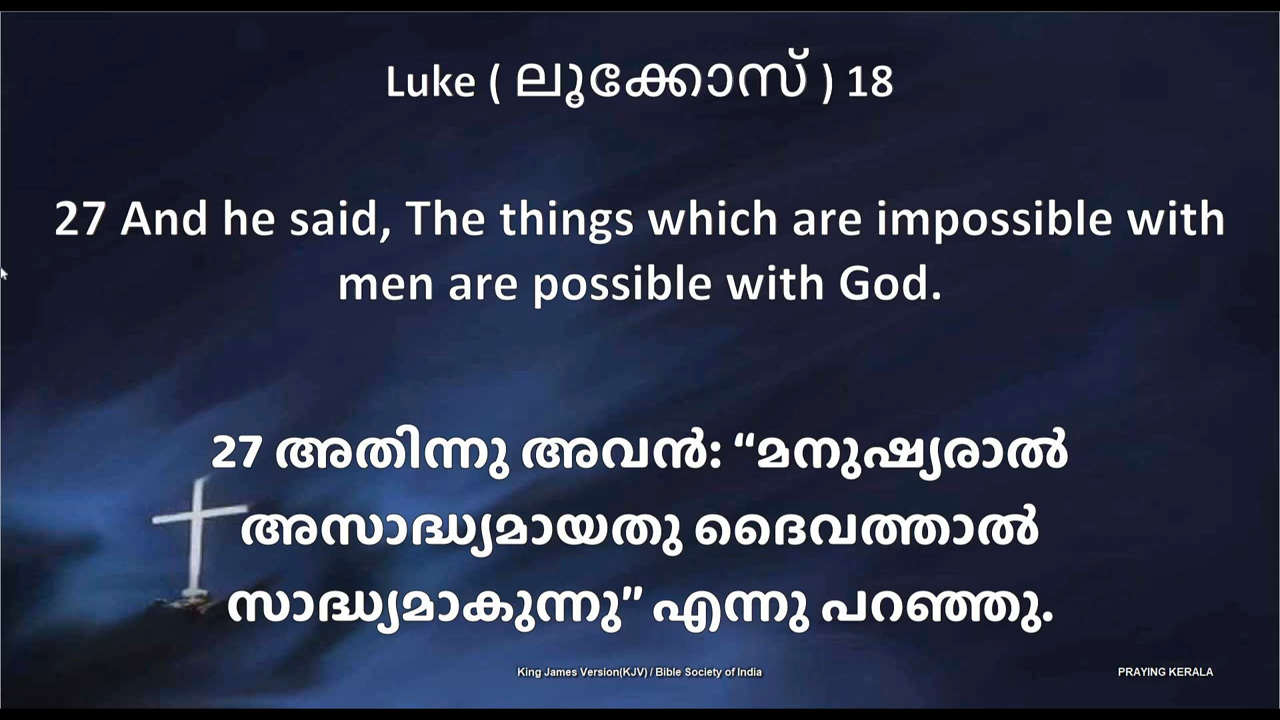 Luke ( ലൂക്കോസ് ) 18
27 And he said, The things which are impossible with
men are possible with God.
27 അതിന്നു അവൻ: “മനുഷ്യരാൽ
അസാദ്ധ്യമായതു ദൈവത്താൽ
സാദ്ധ്യമാകുന്നു” എന്നു പറഞ്ഞു.
King James Version(KJV) / Bible Society of India
PRAYING KERALA